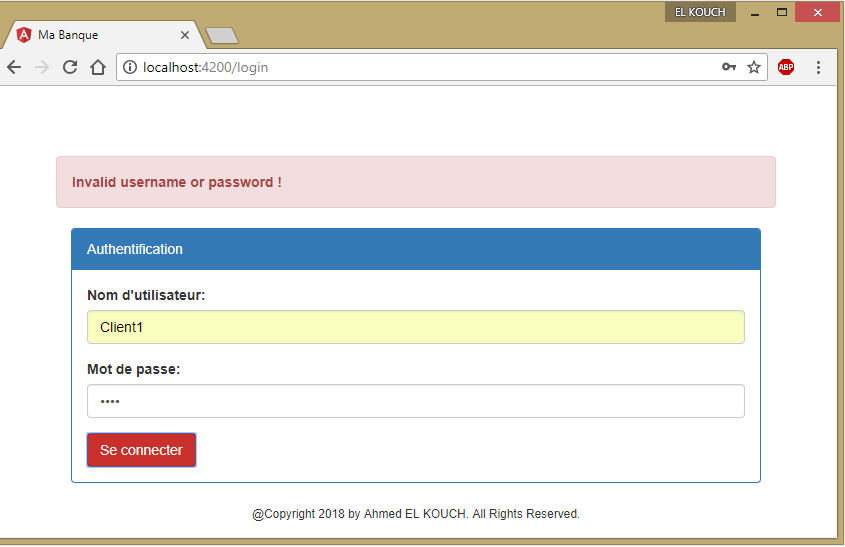 EL KOUCH
Ma Banque
localhost:4200/login
ABP
Invalid username or password !
Authentification
Nom d'utilisateur:
Client1
Mot de passe:
••••
Se connecter
@Copyright 2018 by Ahmed EL KOUCH. All Rights Reserved.